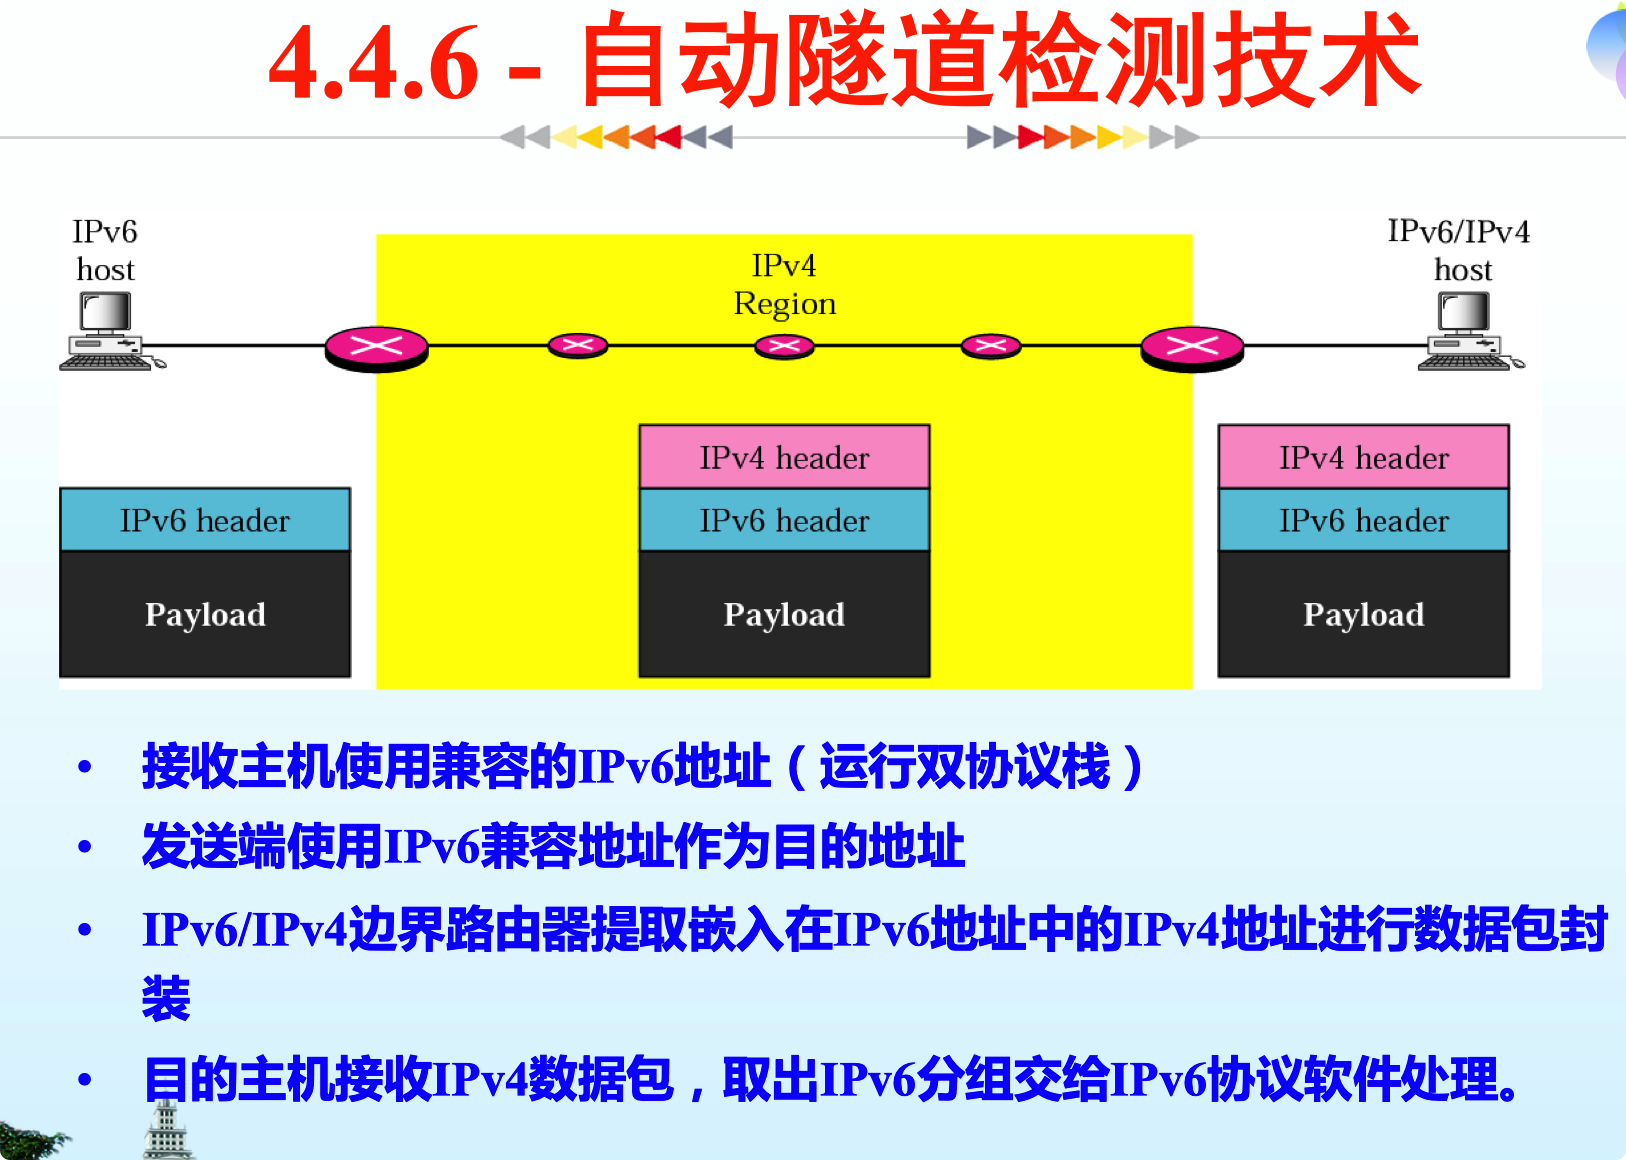 4.4.6 - 自动隧道检测技术
IPv6
host
IPv4
Region
IPv6/IPv4
host
IPv4 header
IPv4 header
IPv6 header
IPv6 header
IPv6 header
Payload
Payload
Payload
• 接收主机使用兼容的IPv6地址（运行双协议栈）
• 发送端使用IPv6兼容地址作为目的地址
• IPv6/IPv4边界路由器提取嵌入在IPv6地址中的IPv4地址进行数据包封
装
• 目的主机接收IPv4数据包，取出IPv6分组交给IPv6协议软件处理。